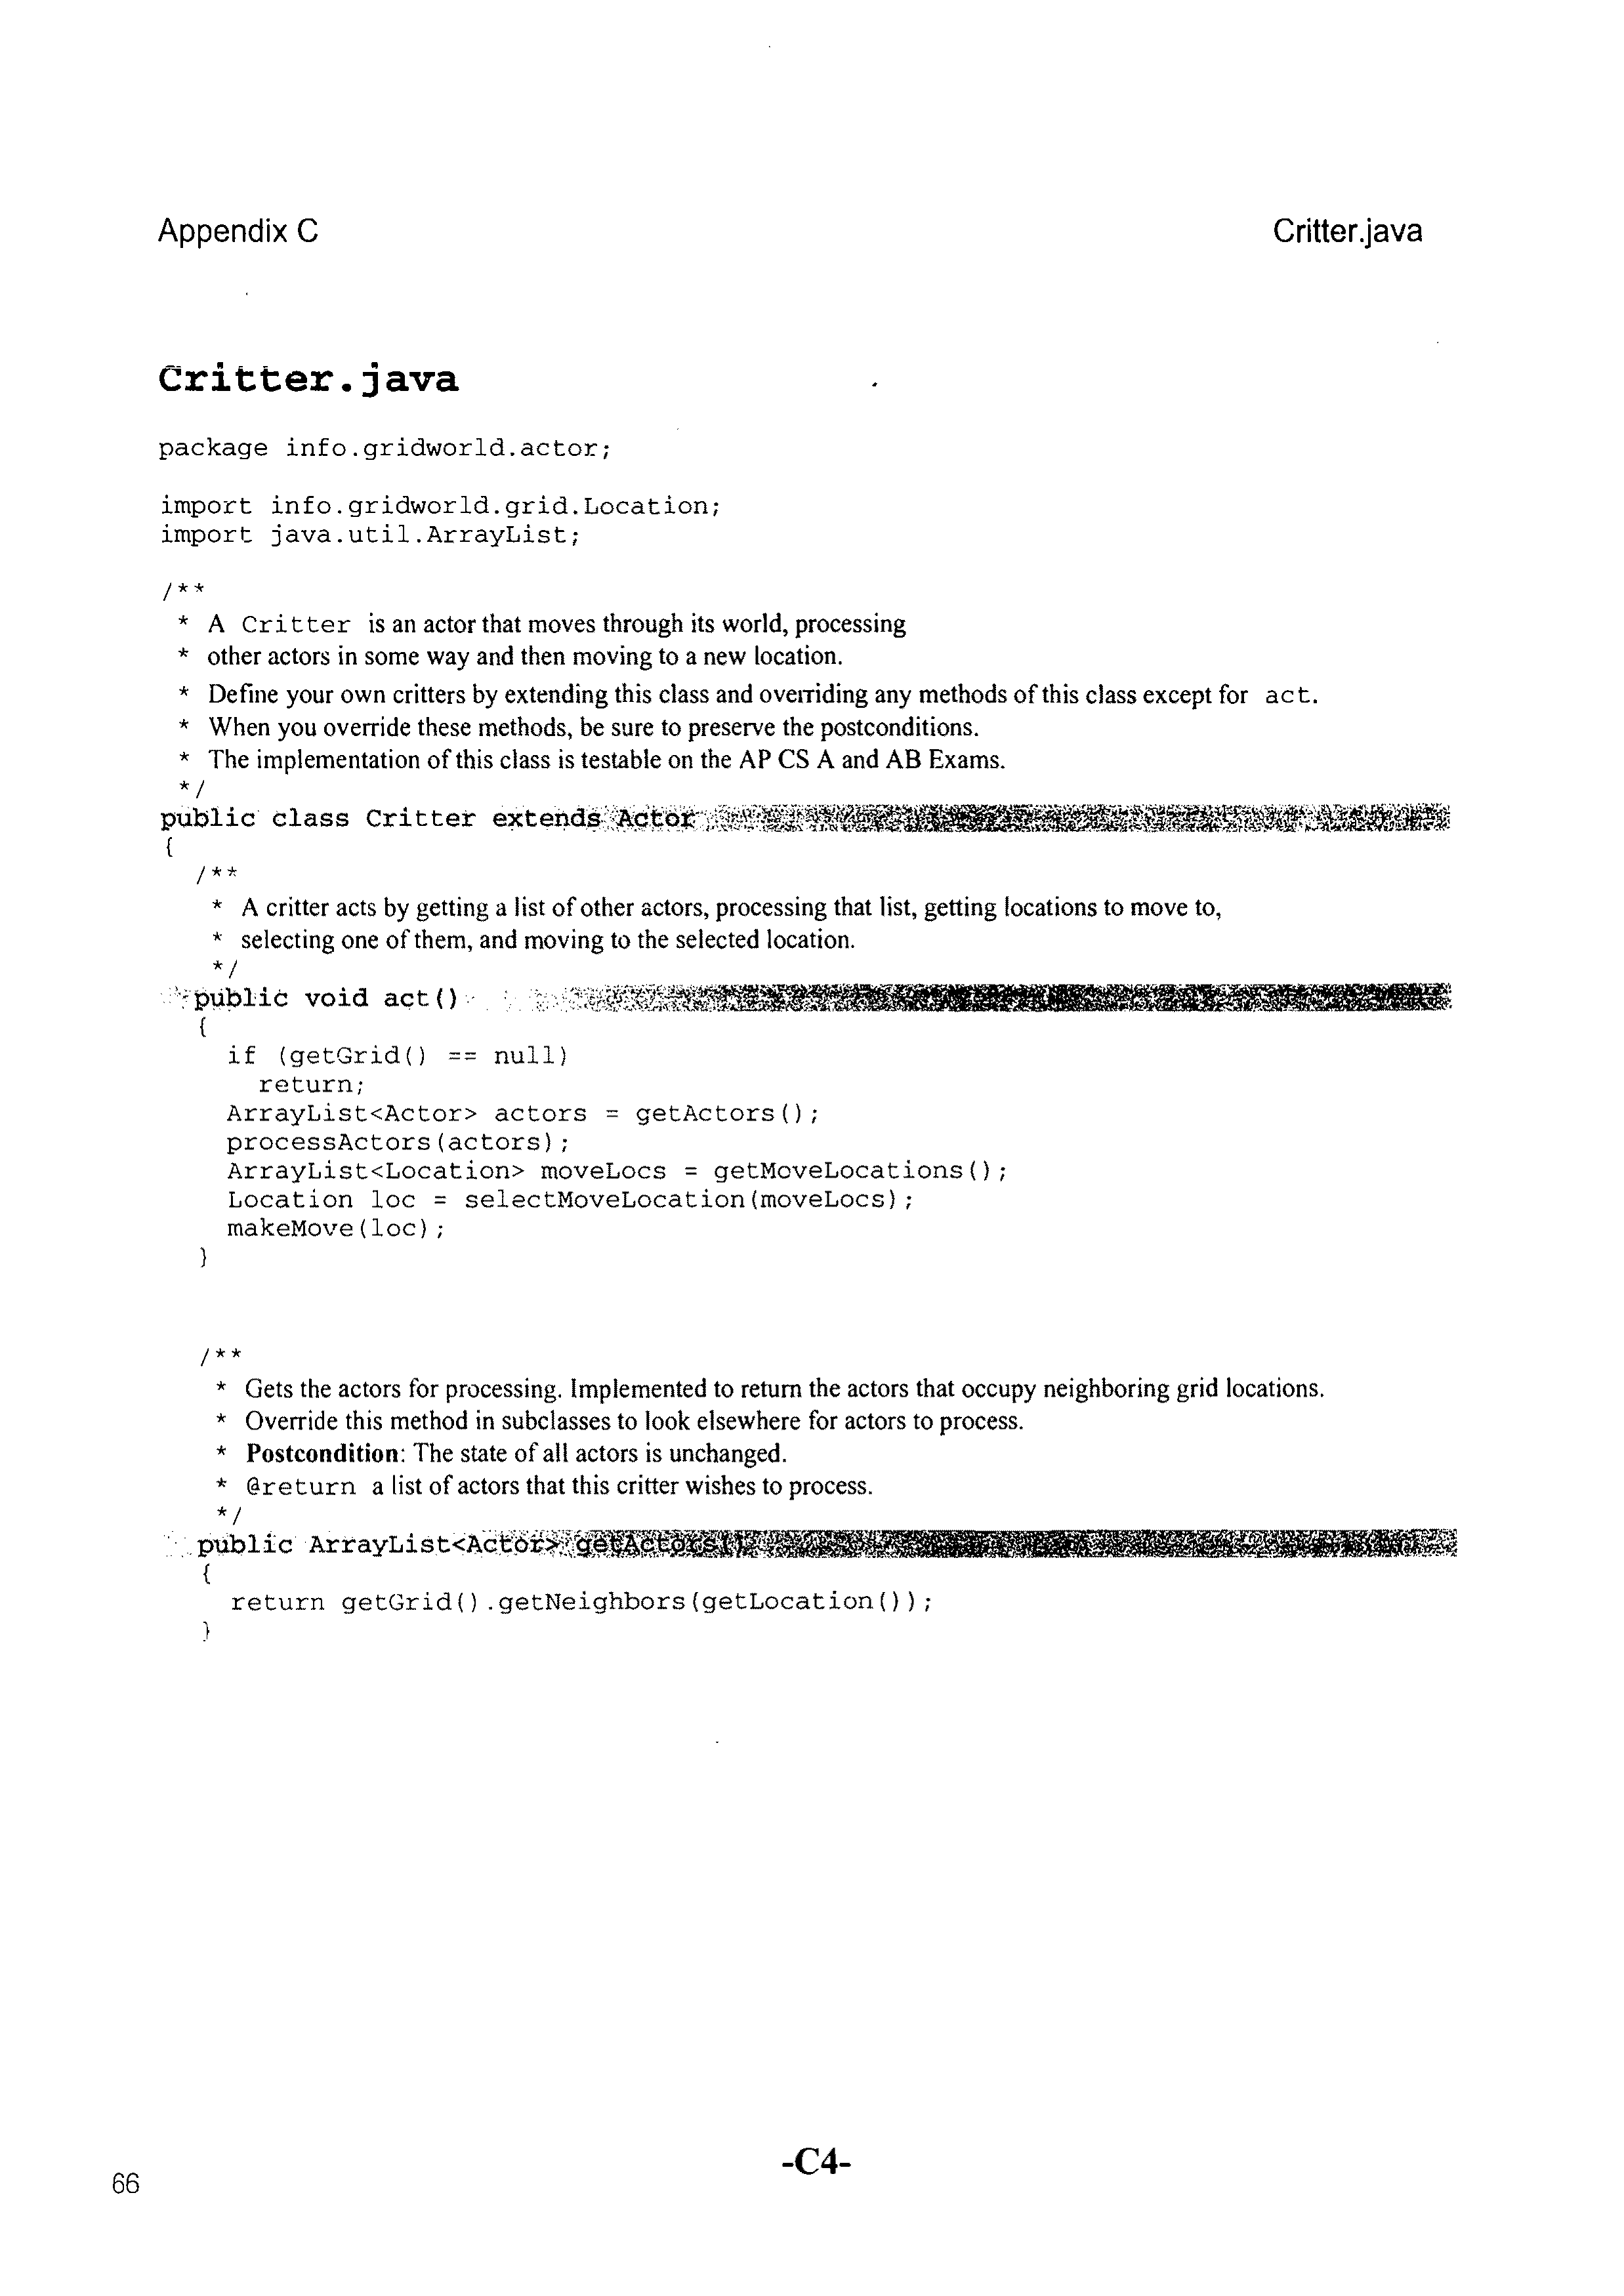 Appendix C
Critter.java
Critter.java
package info.gridworld.actor;
import info.gridworld.grid.Location;
import java.util.ArrayList;
/**
* A Critter is an actor that moves through its world, processing
* other actors in some way and then moving to a new location.
* Define your own critters by extending this class and overriding any methods of this class except for act.
* When you override these methods, be sure to preserve the postconditions.
* The implementation of this class is testable on the AP CS A and AB Exams.
*/
public class Critter extends Actor
{
/**
* A critter acts by getting a list of other actors, processing that list, getting locations to move to,
* selecting one of them, and moving to the selected location.
*/
public void act()
{
if (getGrid() == null)
return;
ArrayList<Actor> actors = getActors();
processActors(actors);
ArrayList<Location> moveLocs = getMoveLocations();
Location loc = selectMoveLocation(moveLocs);
makeMove(loc);
}
/**
* Gets the actors for processing. Implemented to return the actors that occupy neighboring grid locations.
* Override this method in subclasses to look elsewhere for actors to process.
* Postcondition: The state of all actors is unchanged.
* @return a list of actors that this critter wishes to process.
*/
public ArrayList<Actor> getActors()
{
return getGrid().getNeighbors(getLocation());
}
-C4-
66